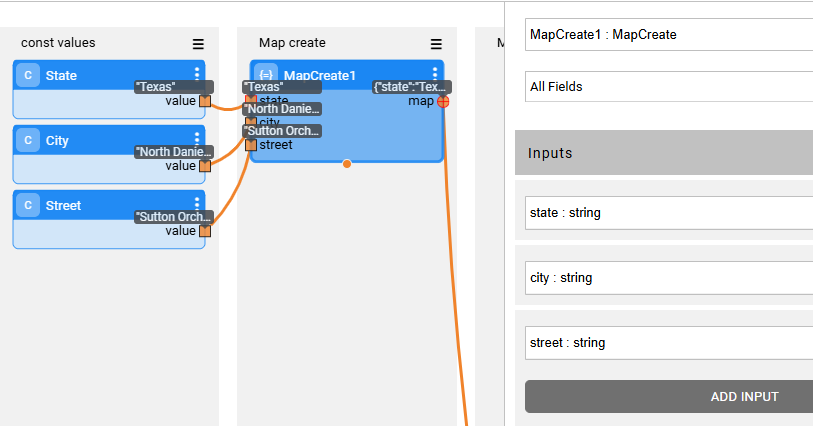 const values
Map create
M
MapCreate1 : MapCreate
All Fields
Inputs
state : string
city : string
street : string
ADD INPUT
C State
"Texas"
value
C City
"North Danie...
value
C Street
"Sutton Orch...
value
{=} MapCreate1
"Texas"
{"state":"Tex...
state
map
"North Danie...
city
"Sutton Orch...
street